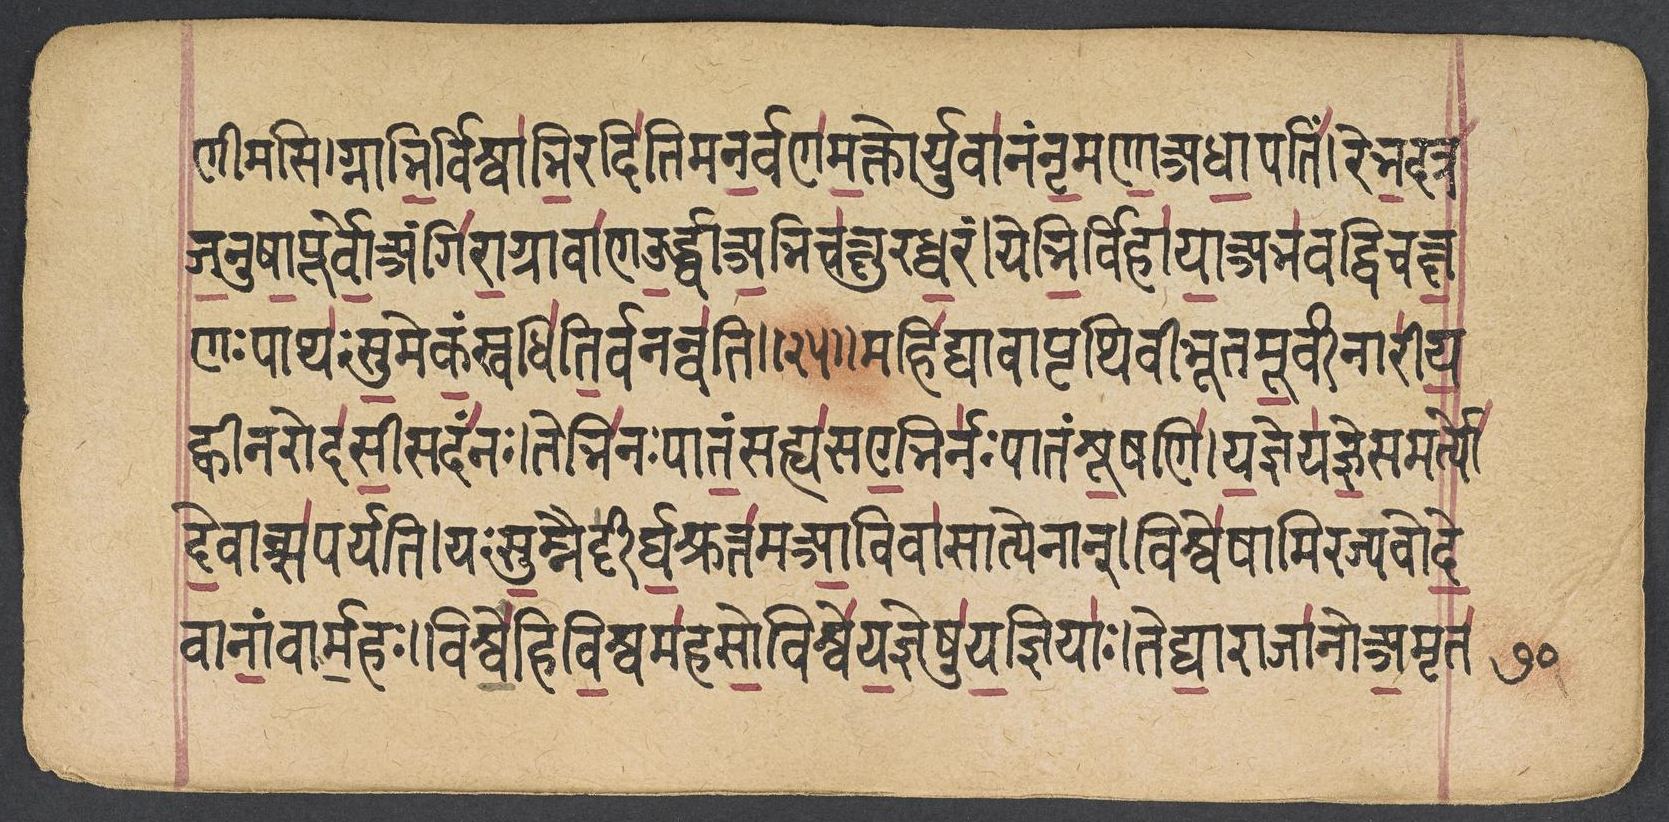 णीमसि।ग्नाभिर्विश्वाभिरदितिमनर्वणमक्तोर्युवानंनृमणाअधापतिं।रेभदत्र
जनुषापूर्वोअंगिराग्रावाणऊर्द्ध्वाअभिचक्षुरध्वरं।येभिर्विहायाअभवद्विचक्ष
णःपाथःसुमेकंस्वधितिर्वनन्वति॥२५॥महिद्यावापृथिवीभूतमूर्वीनारीय
ह्वीनरोदसीसदंनः।तेभिनःपातंसह्यसएभिर्नःपातंशूषणि।यज्ञेयज्ञेसमर्त्यो
देवान्सपर्यति।यःसुम्नैर्दीर्घश्रुत्तमआविवासात्येनान्।विश्वेषामिरज्यवोदे
वानांवार्महः।विश्वेहिविश्वमहसोविश्वेयज्ञेषुयज्ञियाः।तेद्याराजानोअमृत ७०